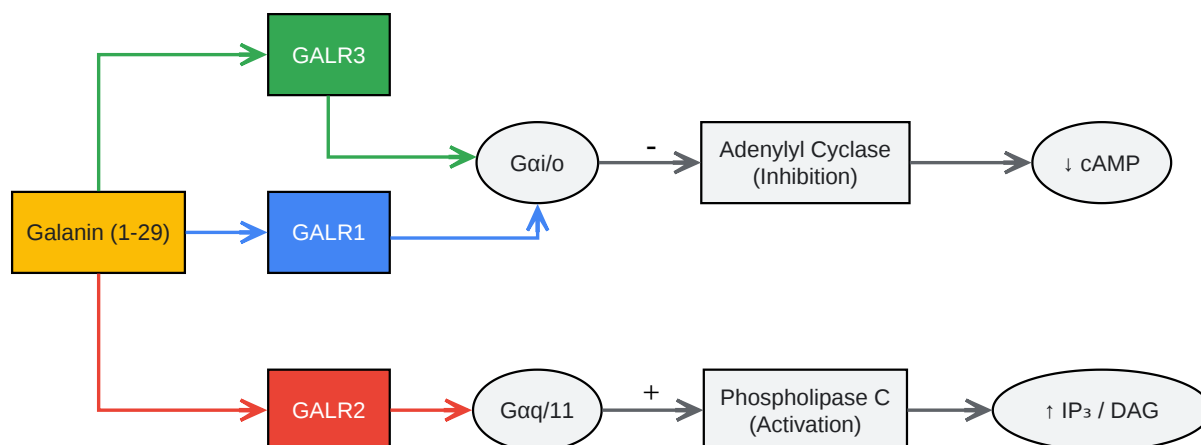 GALR3
Gαi/o
-
Adenylyl Cyclase
(Inhibition)
↓ cAMP
Galanin (1-29)
GALR1
GALR2
Gαq/11
+
Phospholipase C
(Activation)
↑ IP₃ / DAG